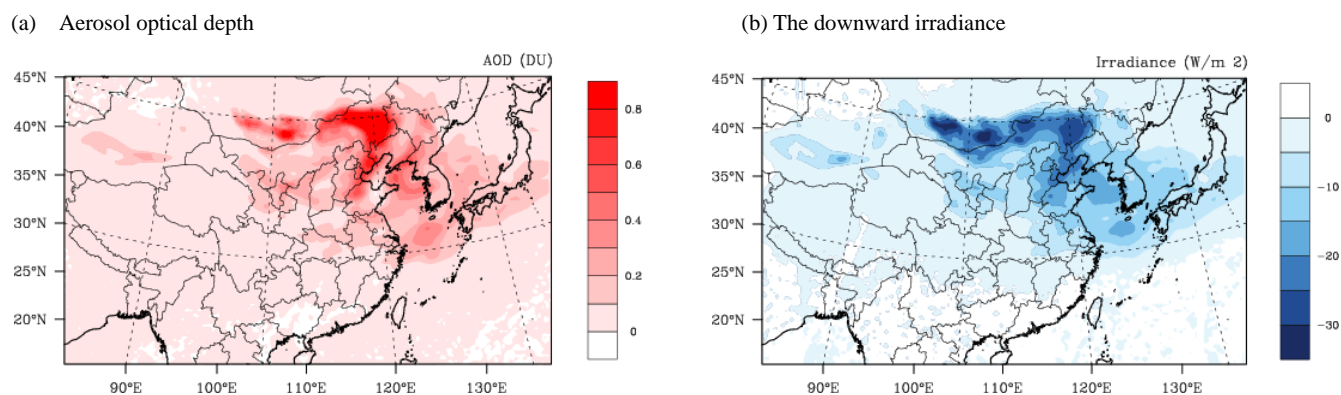 (a) Aerosol optical depth
AOD (DU)
45°N
40°N
35°N
30°N
25°N
20°N
90°E 100°E 110°E 120°E 130°E
0.8
0.6
0.4
0.2
0
(b) The downward irradiance
Irradiance (W/m 2)
45°N
40°N
35°N
30°N
25°N
20°N
90°E 100°E 110°E 120°E 130°E
0
-10
-20
-30